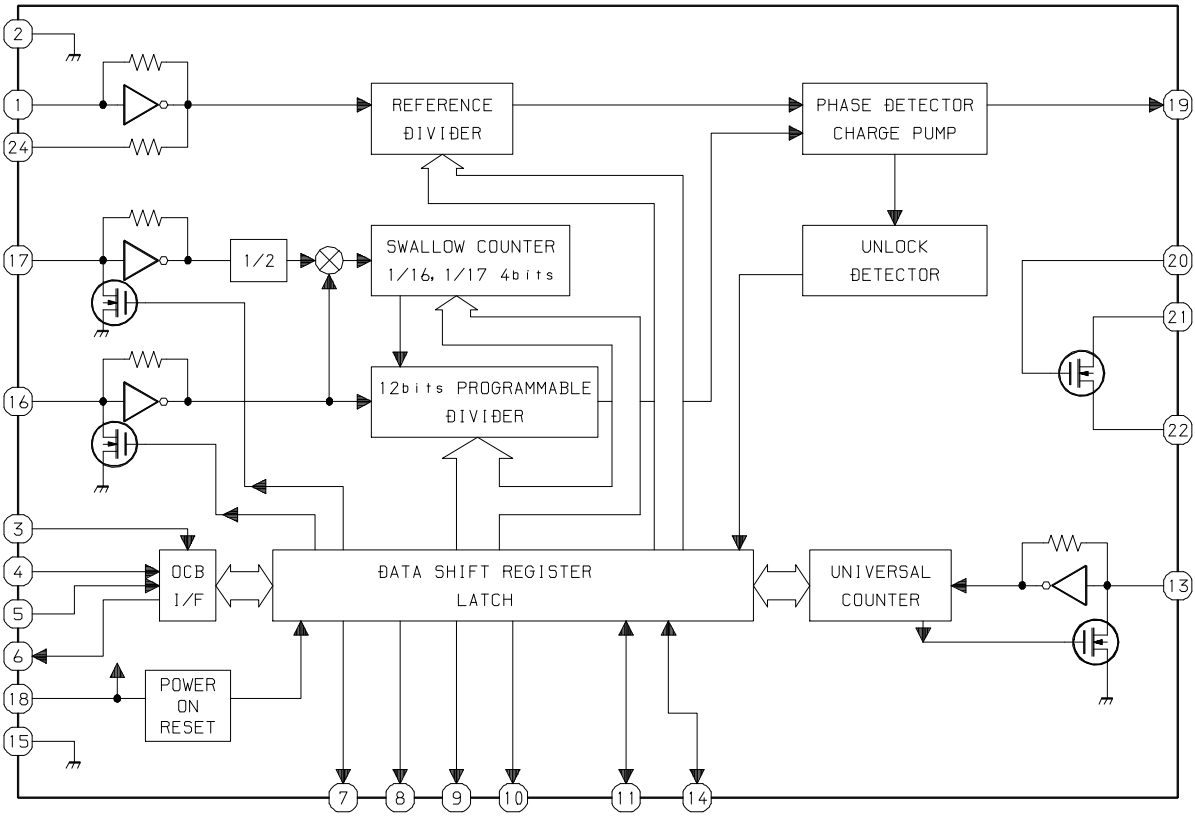 2
1
REFERENCE
DIVIDER
PHASE DETECTOR
CHARGE PUMP
19
24
17
1/2
SWALLOW COUNTER
1/16, 1/17 4bits
UNLOCK
DETECTOR
20
21
16
12bits PROGRAMMABLE
DIVIDER
22
3
4
OCB
I/F
DATA SHIFT REGISTER
LATCH
UNIVERSAL
COUNTER
13
5
6
18
POWER
ON
RESET
15
7
8
9
10
11
14